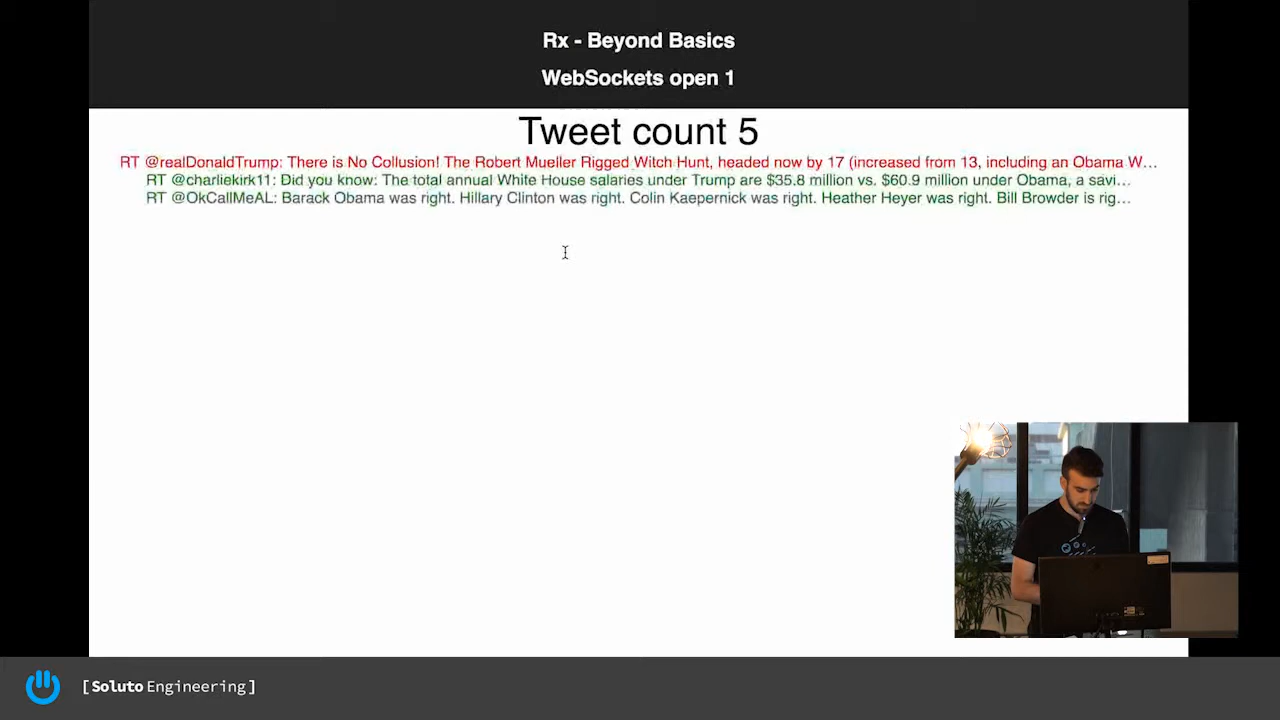 Rx - Beyond Basics
WebSockets open 1
Tweet count 5
RT @realDonaldTrump: There is No Collusion! The Robert Mueller Rigged Witch Hunt, headed now by 17 (increased from 13, including an Obama W…
RT @charliekirk11: Did you know: The total annual White House salaries under Trump are $35.8 million vs. $60.9 million under Obama, a savi…
RT @OkCallMeAL: Barack Obama was right. Hillary Clinton was right. Colin Kaepernick was right. Heather Heyer was right. Bill Browder is rig…
[Soluto Engineering]